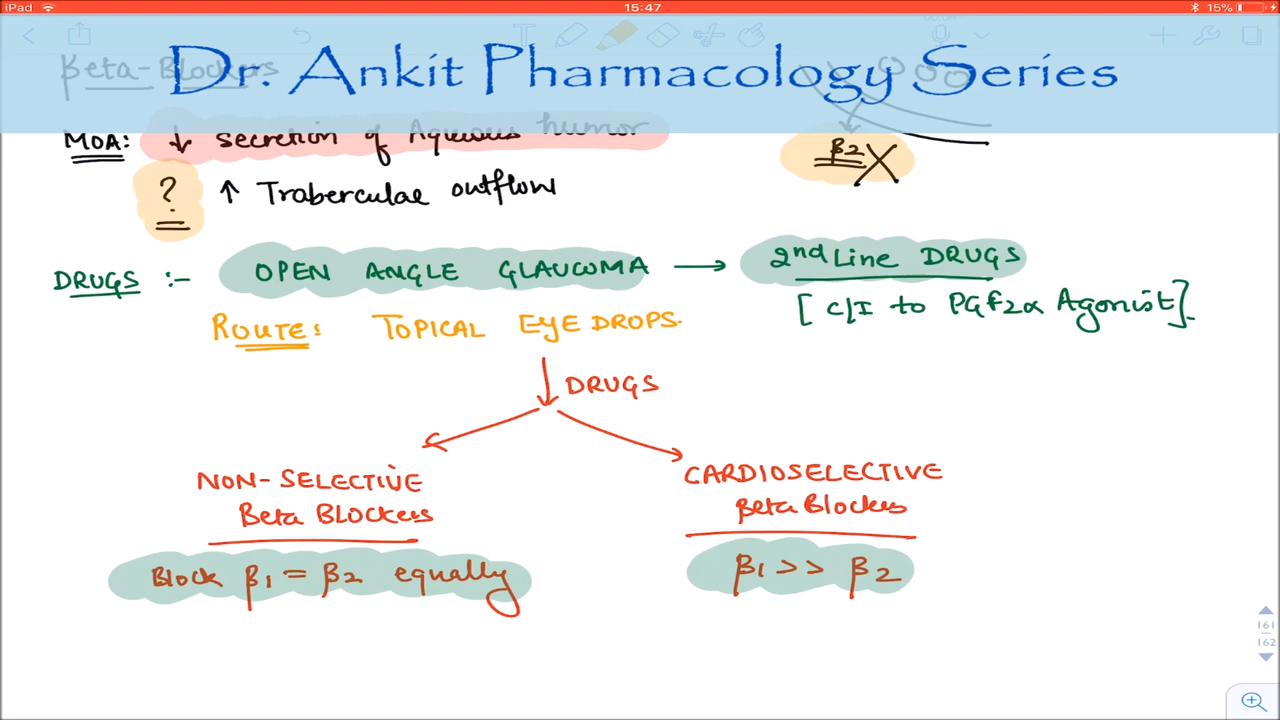 iPad 15:47 15%
Beta-Blockers
Dr. Ankit Pharmacology Series
MOA: ↓ Secretion of Aqueous humor
β2
? ↑ Traberculae outflow
DRUGS :- OPEN ANGLE GLAUCOMA → 2nd Line DRUGS
[ C/I to PGF2α Agonist].
ROUTE: TOPICAL EYE DROPS.
DRUGS
NON-SELECTIVE Beta BLOCKERS
CARDIOSELECTIVE Beta Blockers
Block β1 = β2 equally
β1 >> β2
161
162